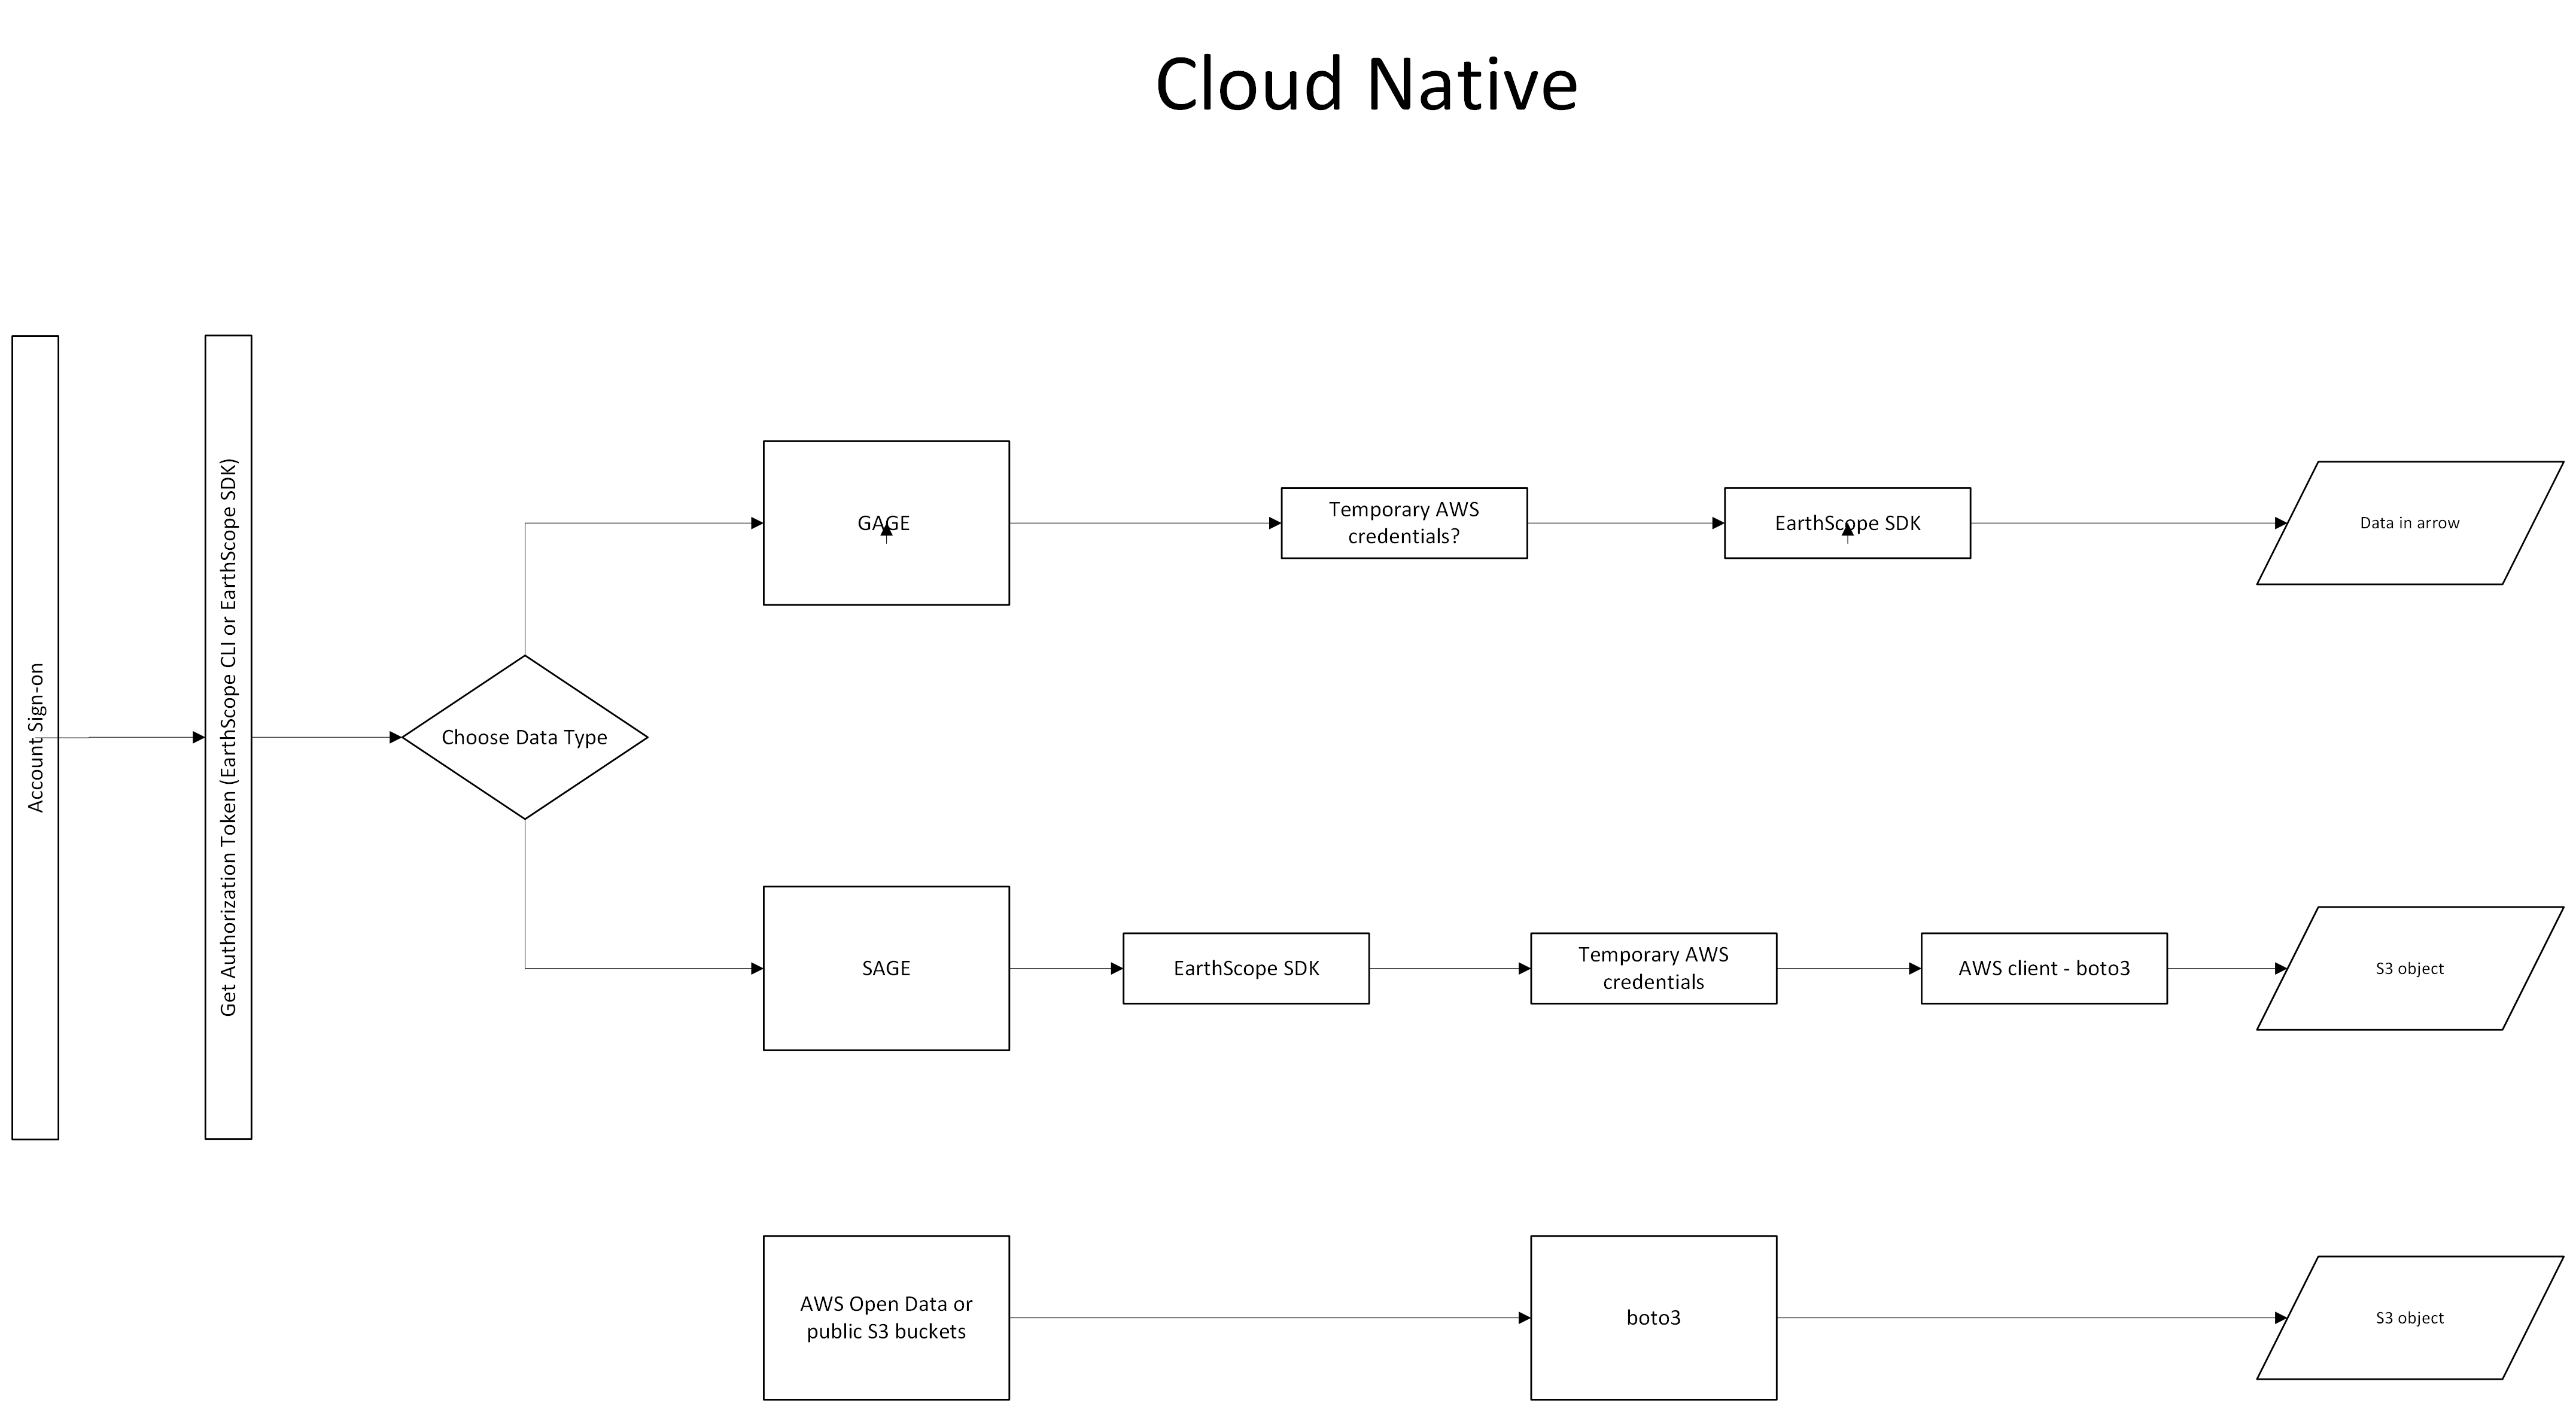 Cloud Native
Account Sign-on
Get Authorization Token (EarthScope CLI or EarthScope SDK)
Choose Data Type
GAGE
Temporary AWS
credentials?
EarthScope SDK
Data in arrow
SAGE
EarthScope SDK
Temporary AWS
credentials
AWS client - boto3
S3 object
AWS Open Data or
public S3 buckets
boto3
S3 object